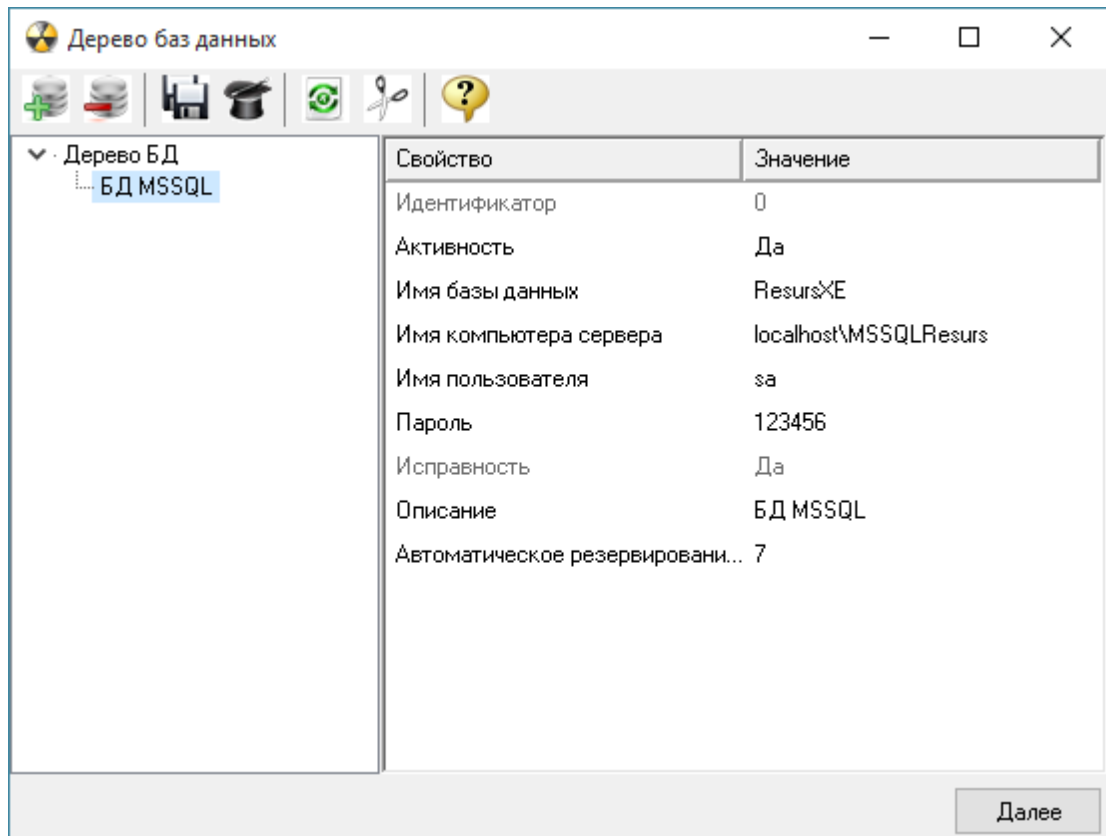 Дерево баз данных
Дерево БД
БД MSSQL
Свойство Значение
Идентификатор 0
Активность Да
Имя базы данных ResursXE
Имя компьютера сервера localhost\MSSQLResurs
Имя пользователя sa
Пароль 123456
Исправность Да
Описание БД MSSQL
Автоматическое резервировани... 7
Далее